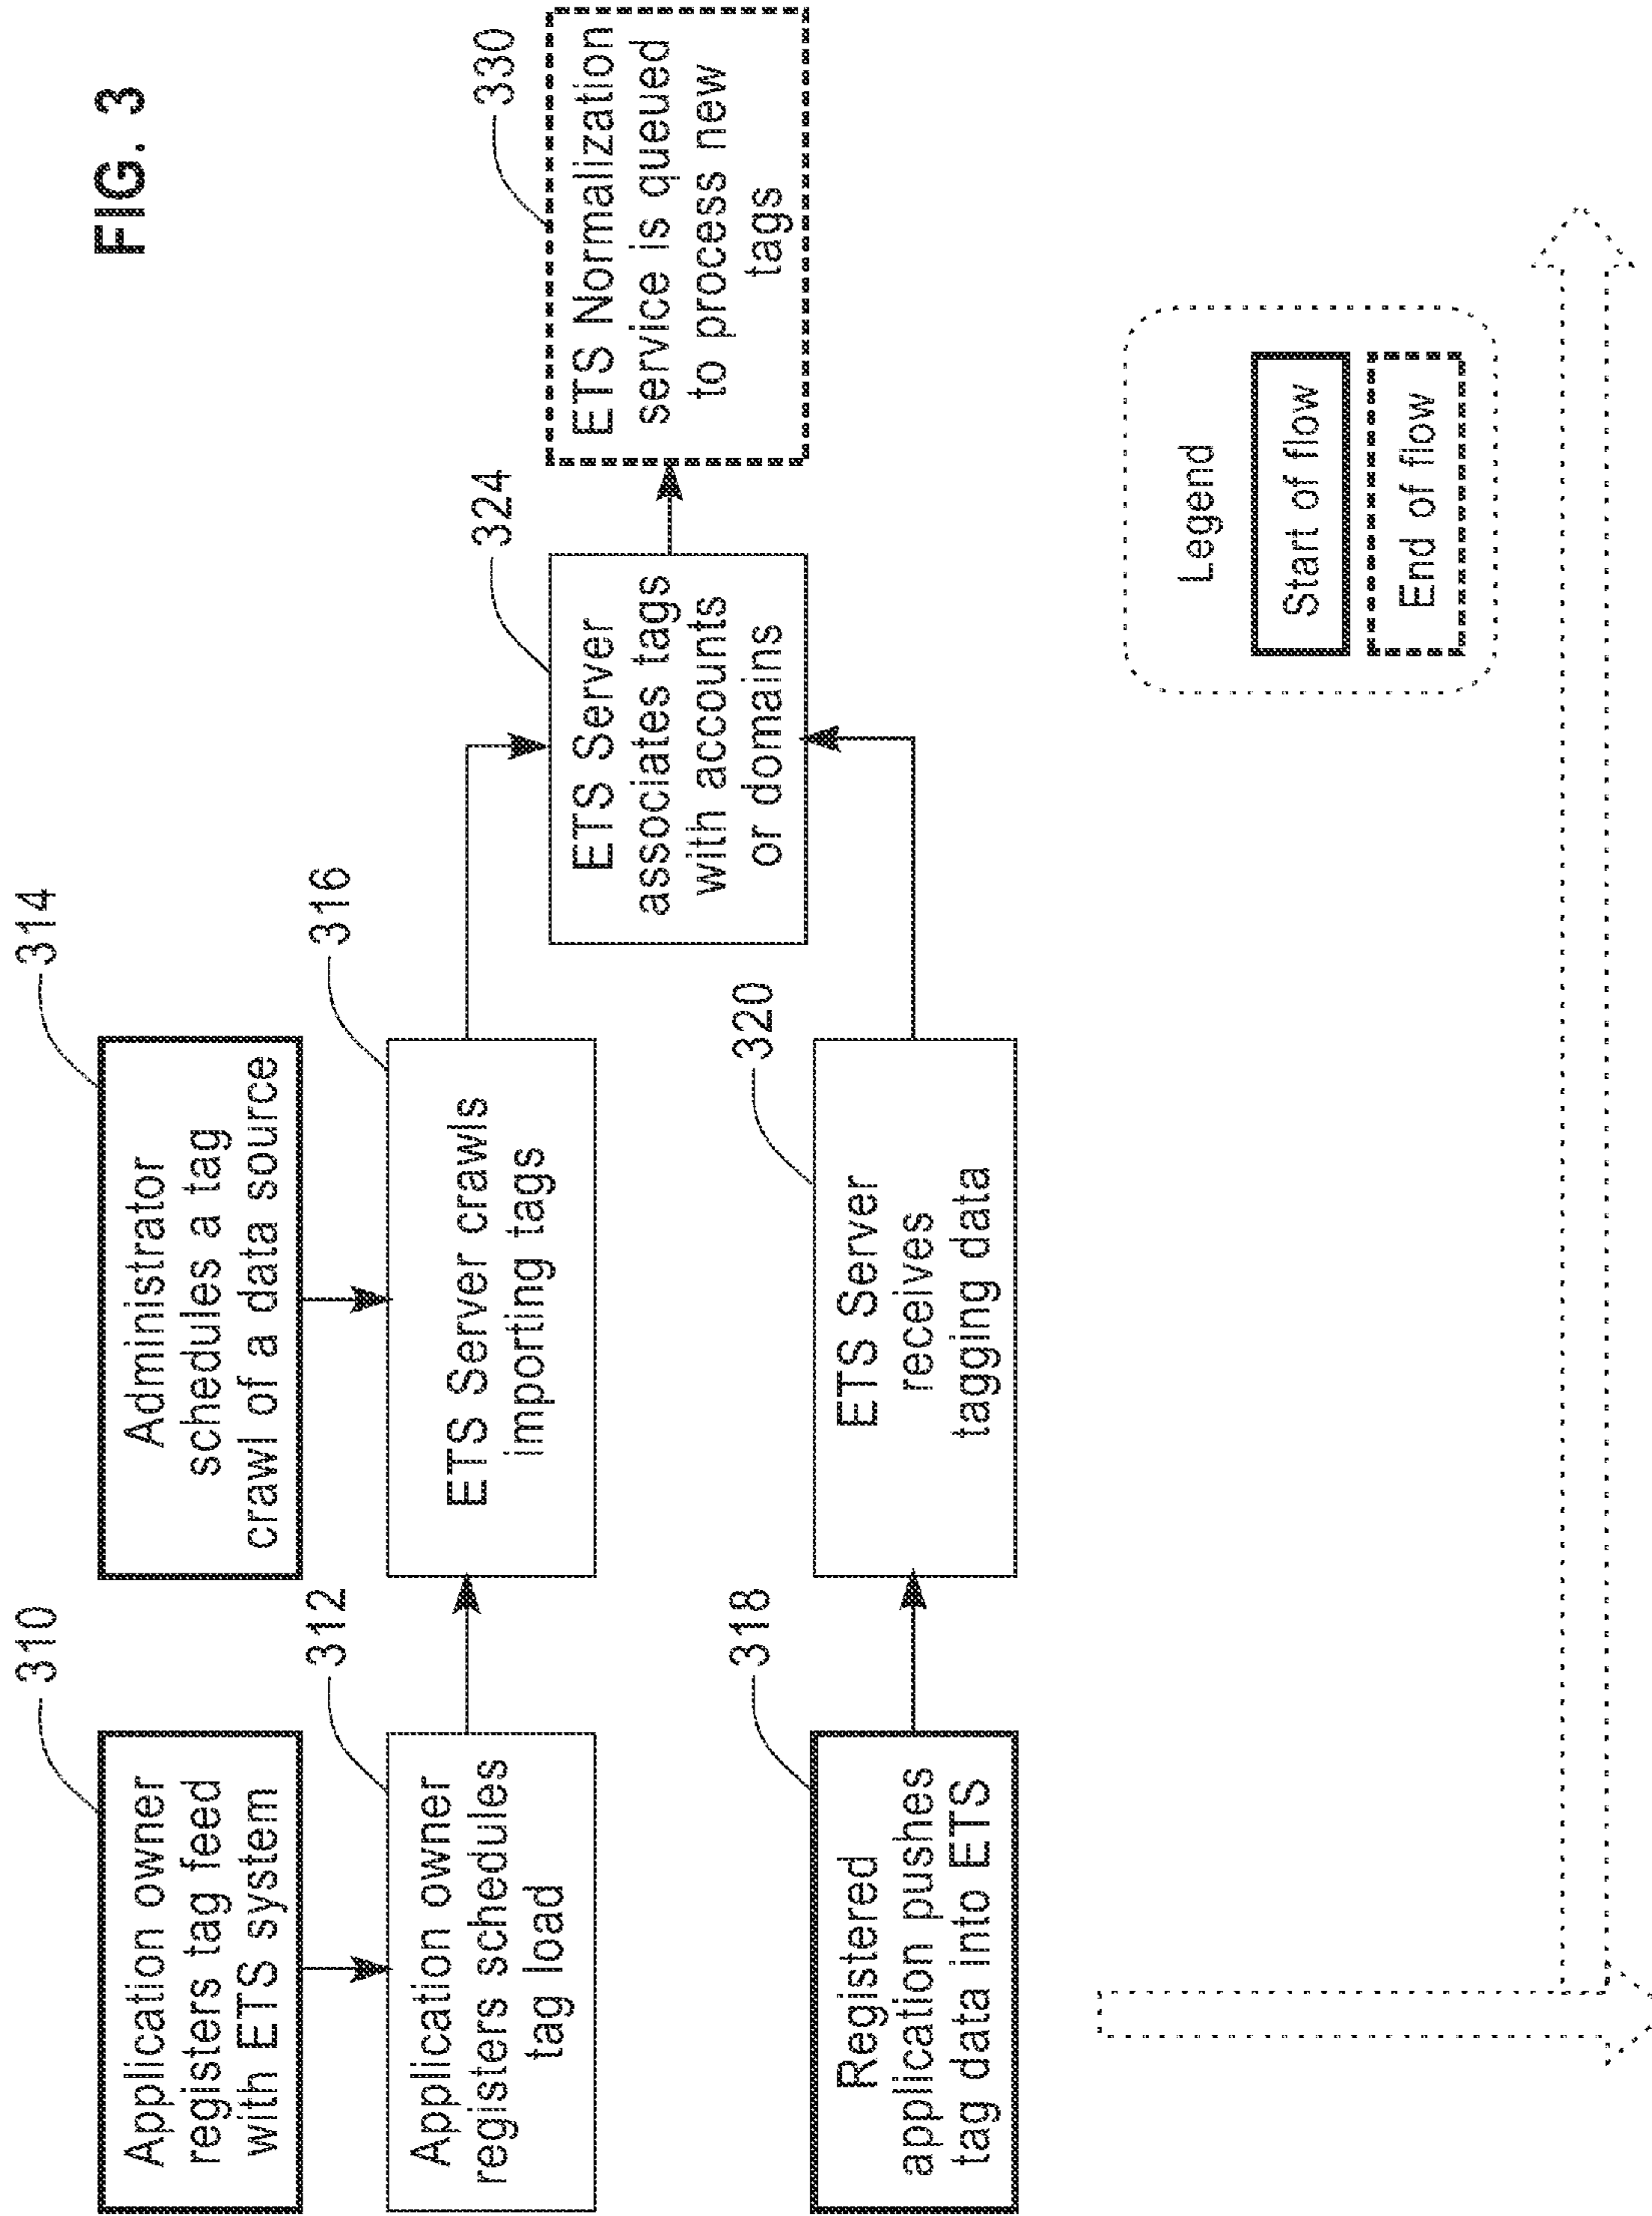 FIG. 3
310
Application owner
registers tag feed
with ETS system
314
Administrator
schedules a tag
crawl of a data source
312
Application owner
registers schedules
tag load
316
ETS Server crawls
importing tags
324
ETS Server
associates tags
with accounts
or domains
330
ETS Normalization
service is queued
to process new
tags
318
Registered
application pushes
tag data into ETS
320
ETS Server
receives
tagging data
Legend
Start of flow
End of flow